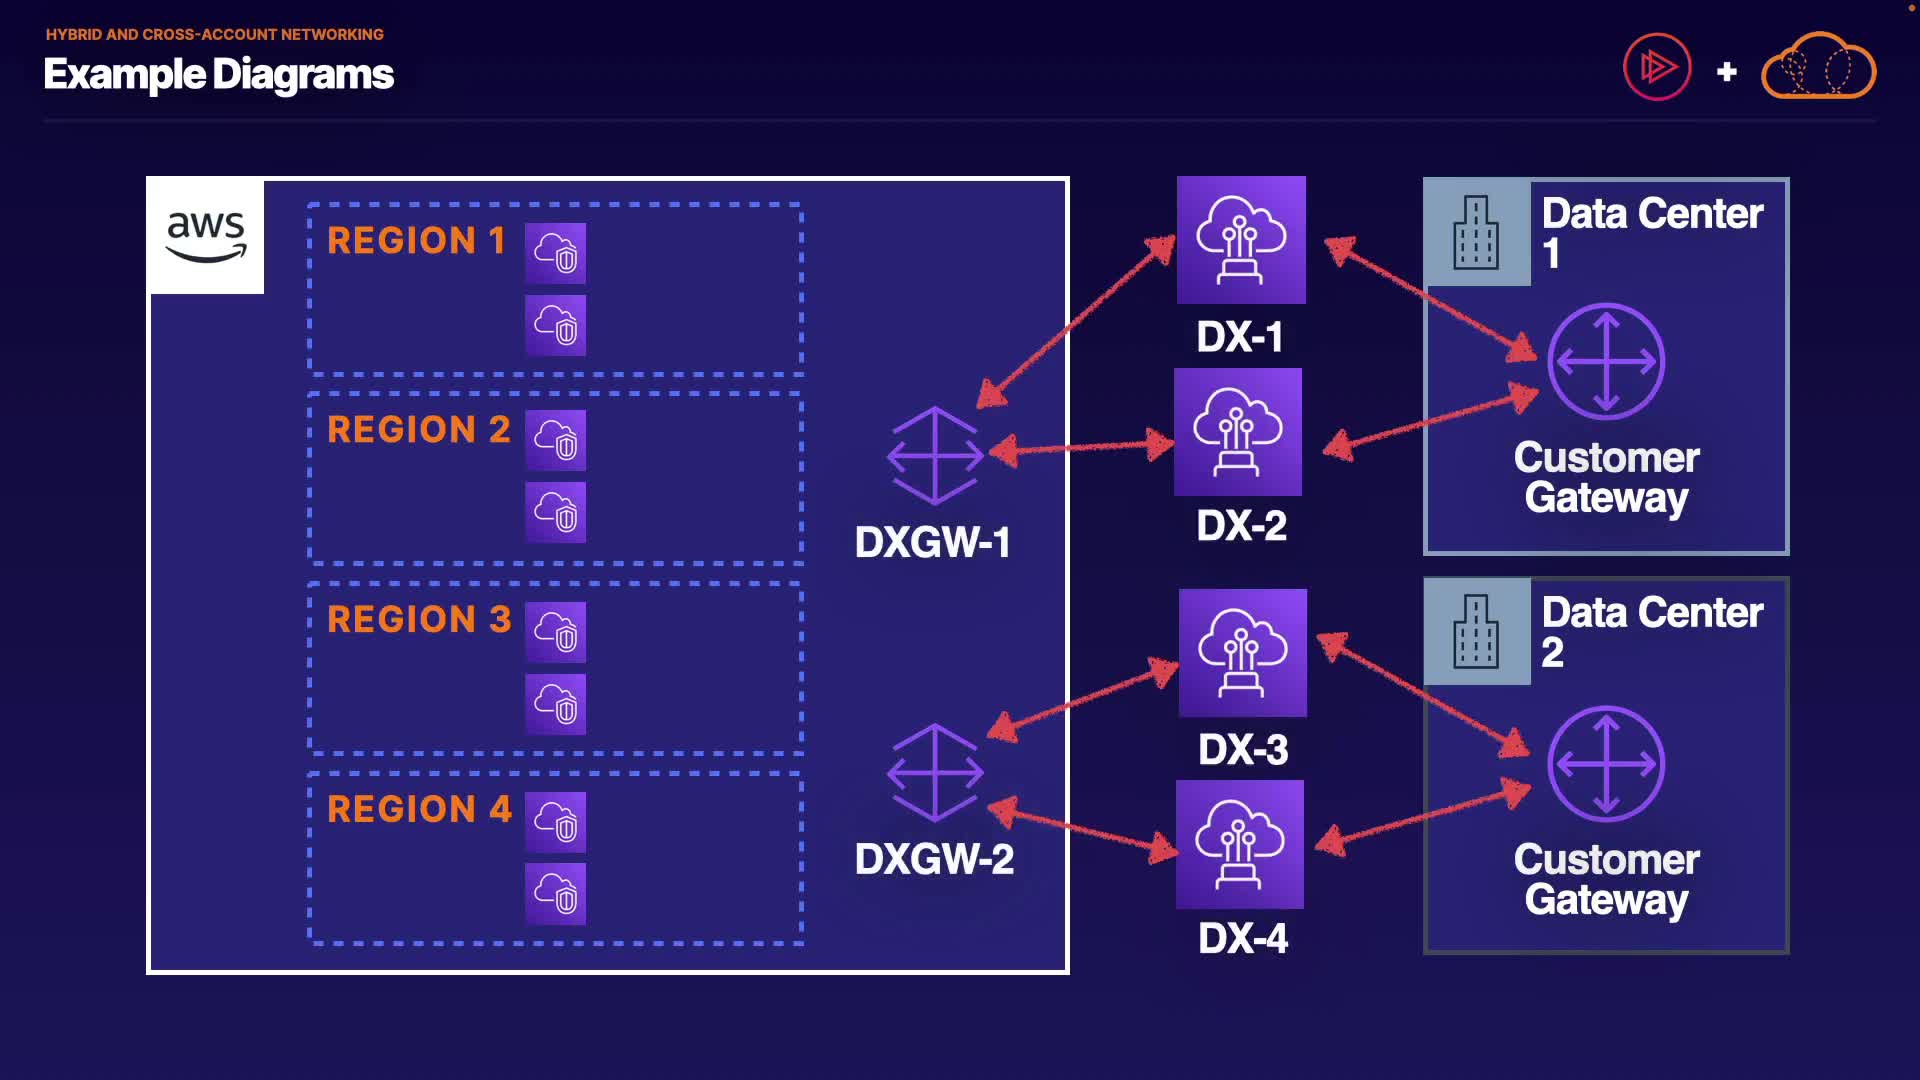 HYBRID AND CROSS-ACCOUNT NETWORKING
Example Diagrams
aws
REGION 1
REGION 2
REGION 3
REGION 4
DXGW-1
DXGW-2
DX-1
DX-2
DX-3
DX-4
Data Center
1
Customer
Gateway
Data Center
2
Customer
Gateway